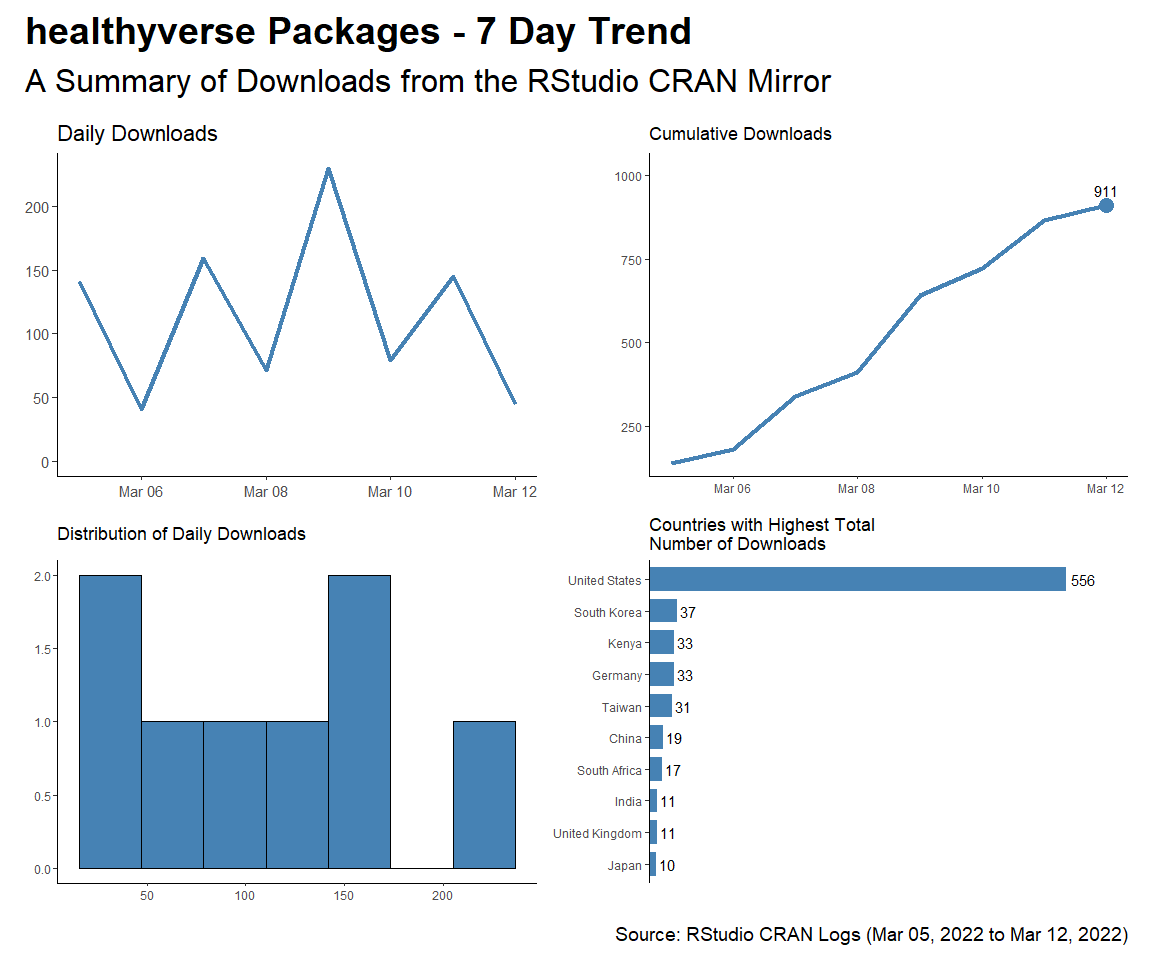 healthyverse Packages - 7 Day Trend
A Summary of Downloads from the RStudio CRAN Mirror
Daily Downloads
200
150
100
50
0
Mar 06 Mar 08 Mar 10 Mar 12
Cumulative Downloads
1000
750
500
250
911
Mar 06 Mar 08 Mar 10 Mar 12
Distribution of Daily Downloads
2.0
1.5
1.0
0.5
0.0
50 100 150 200
Countries with Highest Total
Number of Downloads
United States 556
South Korea 37
Kenya 33
Germany 33
Taiwan 31
China 19
South Africa 17
India 11
United Kingdom 11
Japan 10
Source: RStudio CRAN Logs (Mar 05, 2022 to Mar 12, 2022)